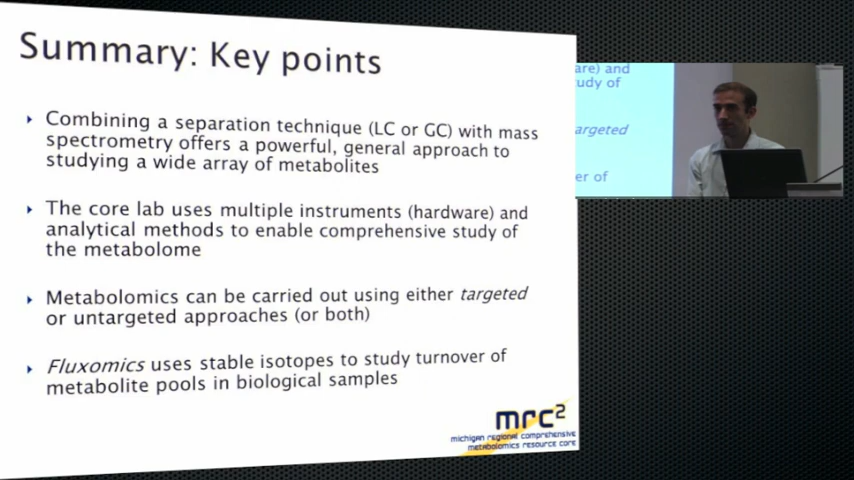 Summary: Key points
Combining a separation technique (LC or GC) with mass
spectrometry offers a powerful, general approach to
studying a wide array of metabolites
The core lab uses multiple instruments (hardware) and
analytical methods to enable comprehensive study of
the metabolome
Metabolomics can be carried out using either targeted
or untargeted approaches (or both)
Fluxomics uses stable isotopes to study turnover of
metabolite pools in biological samples
mrc2
michigan regional comprehensive
metabolomics resource core
are) and
udy of
argeted
er of